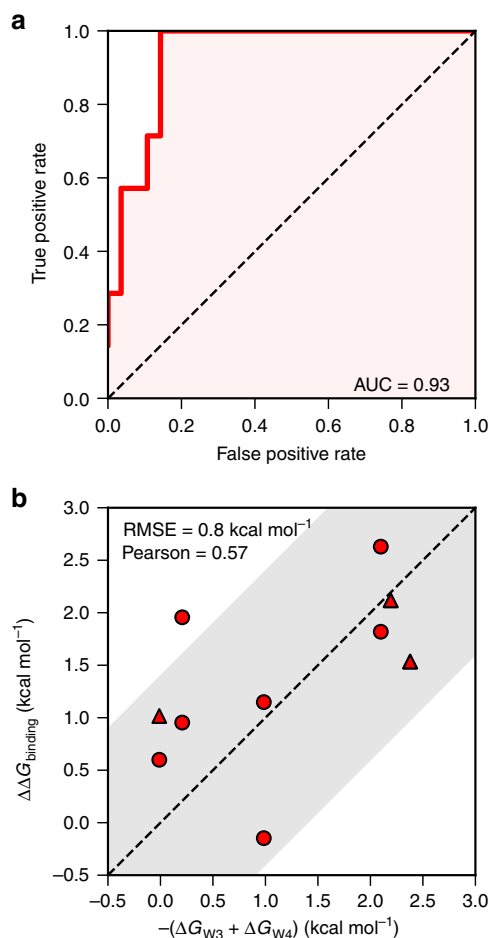 a
1.0
0.8
0.6
0.4
0.2
0.0
True positive rate
AUC = 0.93
0.0 0.2 0.4 0.6 0.8 1.0
False positive rate
b
3.0
2.5
2.0
1.5
1.0
0.5
0.0
−0.5
ΔΔG_binding (kcal mol⁻¹)
RMSE = 0.8 kcal mol⁻¹
Pearson = 0.57
−0.5 0.0 0.5 1.0 1.5 2.0 2.5 3.0
−(ΔG_W3 + ΔG_W4) (kcal mol⁻¹)